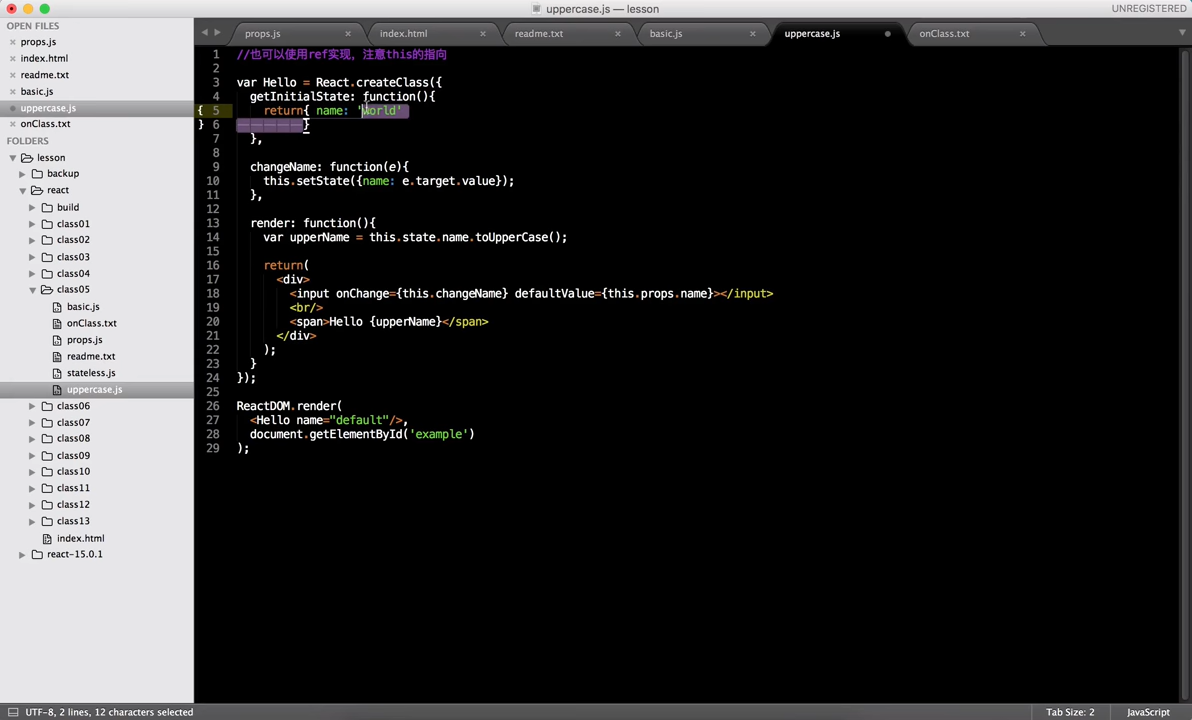 uppercase.js — lesson
UNREGISTERED
OPEN FILES
props.js
index.html
readme.txt
basic.js
uppercase.js
onClass.txt
FOLDERS
lesson
backup
react
build
class01
class02
class03
class04
class05
basic.js
onClass.txt
props.js
readme.txt
stateless.js
uppercase.js
class06
class07
class08
class09
class10
class11
class12
class13
index.html
react-15.0.1
props.js
index.html
readme.txt
basic.js
uppercase.js
onClass.txt
1 //也可以使用ref实现，注意this的指向
2
3 var Hello = React.createClass({
4 getInitialState: function(){
{ 5 return{ name: 'World'
} 6 }
7 },
8
9 changeName: function(e){
10 this.setState({name: e.target.value});
11 },
12
13 render: function(){
14 var upperName = this.state.name.toUpperCase();
15
16 return(
17 <div>
18 <input onChange={this.changeName} defaultValue={this.props.name}></input>
19 <br/>
20 <span>Hello {upperName}</span>
21 </div>
22 );
23 }
24 });
25
26 ReactDOM.render(
27 <Hello name="default"/>,
28 document.getElementById('example')
29 );
UTF-8, 2 lines, 12 characters selected
Tab Size: 2
JavaScript